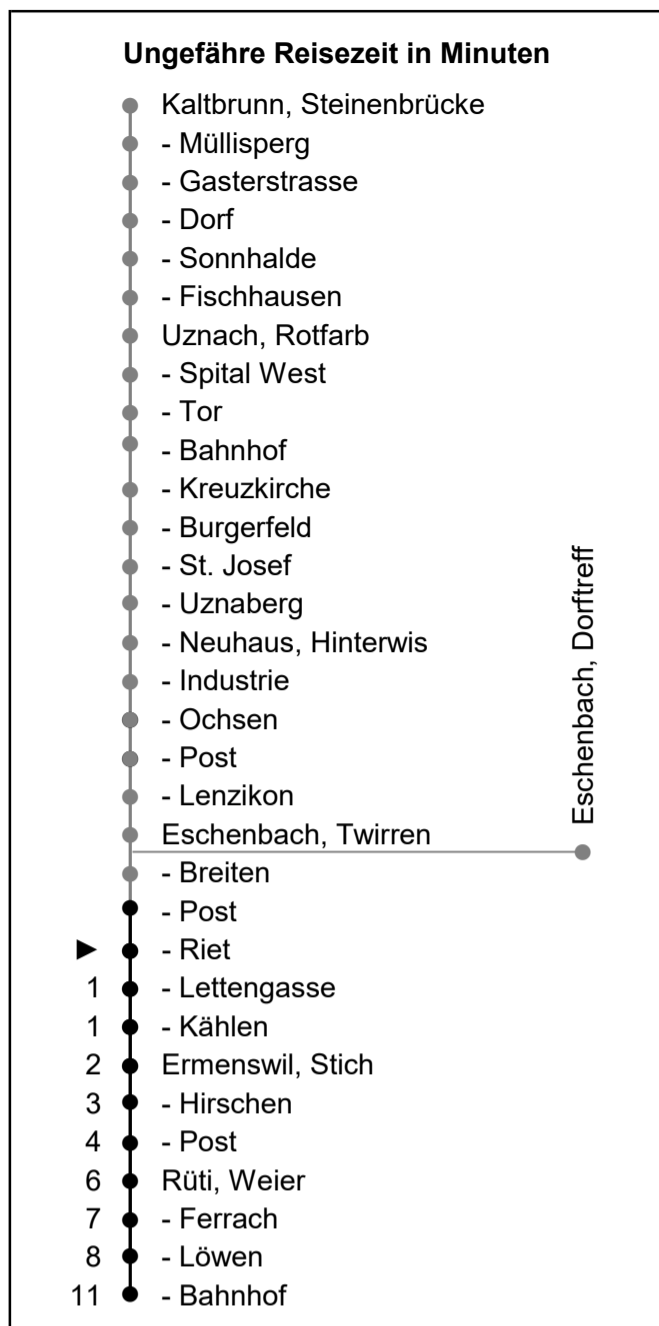 Ungefähre Reisezeit in Minuten
Kaltbrunn, Steinenbrücke
- Müllisperg
- Gasterstrasse
- Dorf
- Sonnhalde
- Fischhausen
Uznach, Rotfarb
- Spital West
- Tor
- Bahnhof
- Kreuzkirche
- Burgerfeld
- St. Josef
- Uznaberg
- Neuhaus, Hinterwis
- Industrie
- Ochsen
- Post
- Lenzikon
Eschenbach, Twirren
Eschenbach, Dorftreff
- Breiten
- Post
► - Riet
1 - Lettengasse
1 - Kählen
2 Ermenswil, Stich
3 - Hirschen
4 - Post
6 Rüti, Weier
7 - Ferrach
8 - Löwen
11 - Bahnhof